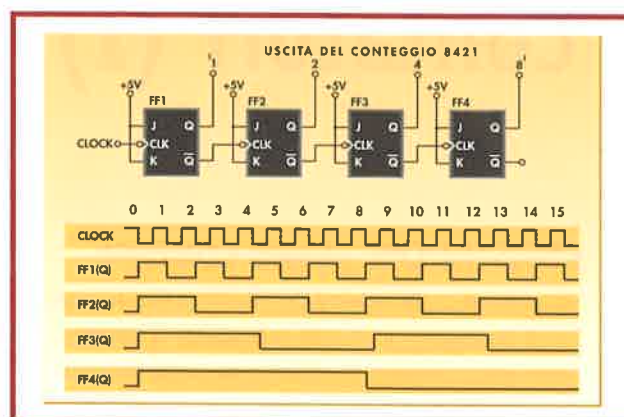 USCITA DEL CONTEGGIO 8421
'1 2 4 8'
+5V +5V +5V +5V
FF1 FF2 FF3 FF4
J Q J Q J Q J Q
CLOCK CLK CLK CLK CLK
K Q K Q K Q K Q
0 1 2 3 4 5 6 7 8 9 10 11 12 13 14 15
CLOCK
FF1(Q)
FF2(Q)
FF3(Q)
FF4(Q)